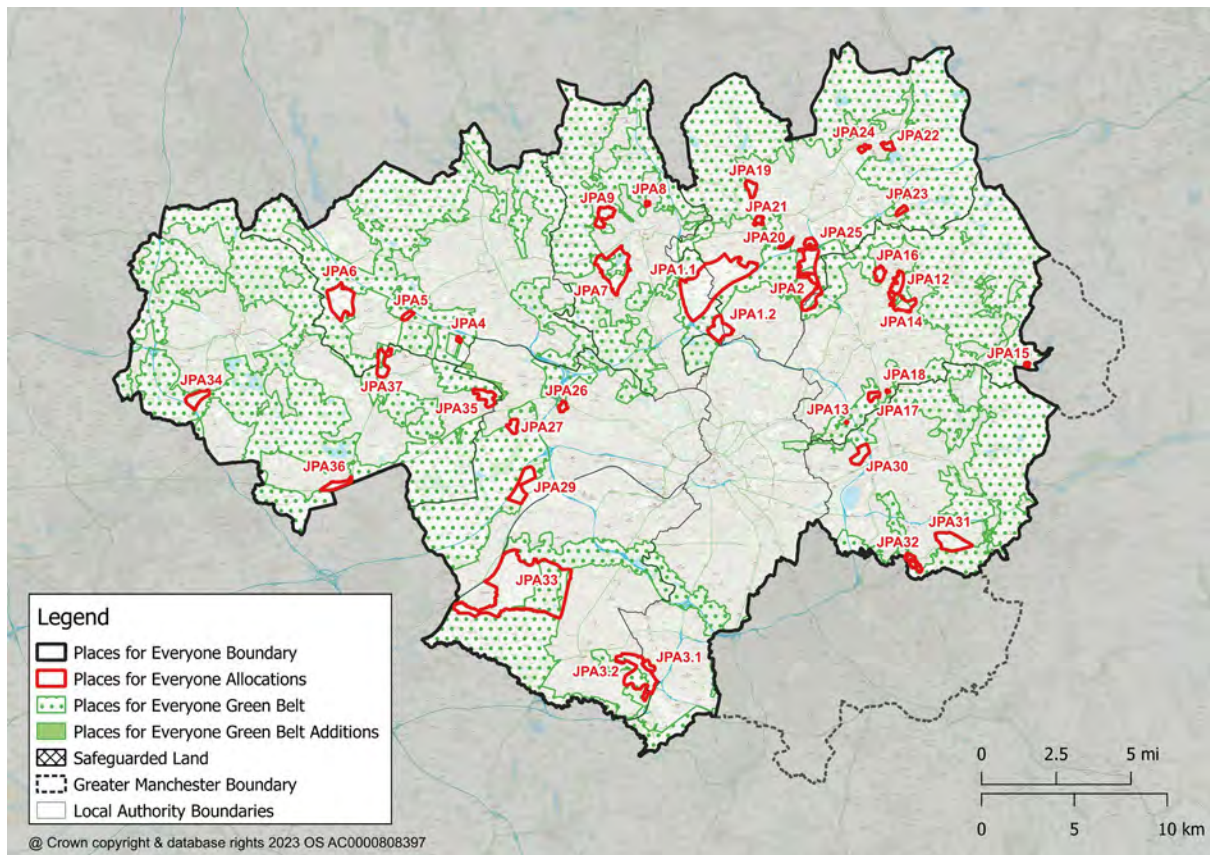 JPA24
JPA22
JPA19
JPA9
JPA8
JPA23
JPA21
JPA20
JPA25
JPA6
JPA7
JPA1.1
JPA2
JPA16
JPA12
JPA5
JPA1.2
JPA14
JPA4
JPA15
JPA34
JPA37
JPA35
JPA26
JPA18
JPA13
JPA17
JPA27
JPA36
JPA30
JPA29
JPA31
JPA32
JPA33
JPA3.1
JPA3.2
Legend
Places for Everyone Boundary
Places for Everyone Allocations
Places for Everyone Green Belt
Places for Everyone Green Belt Additions
Safeguarded Land
Greater Manchester Boundary
Local Authority Boundaries
0 2.5 5 mi
0 5 10 km
@ Crown copyright & database rights 2023 OS AC0000808397